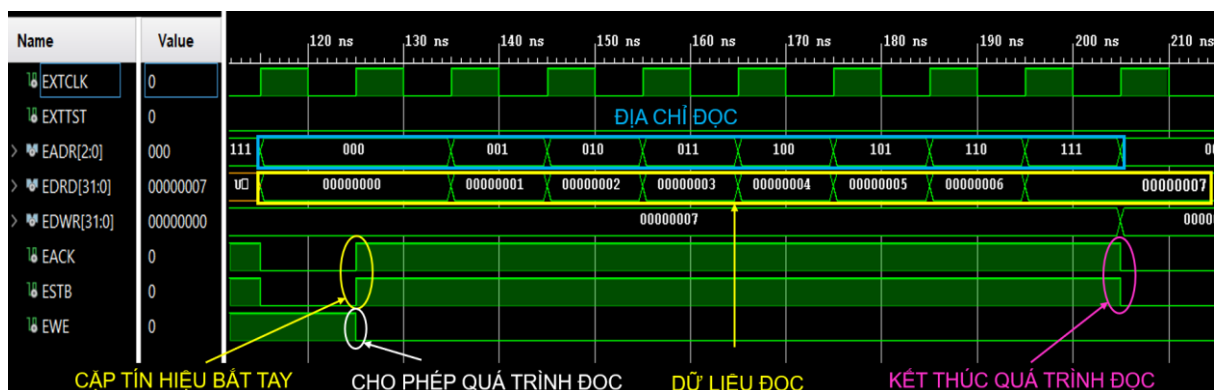 Name Value 120 ns 130 ns 140 ns 150 ns 160 ns 170 ns 180 ns 190 ns 200 ns 210 ns
EXTCLK 0
EXTTST 0
ĐỊA CHỈ ĐỌC
EADR[2:0] 000 111 000 001 010 011 100 101 110 111
EDRD[31:0] 00000007 00000000 00000001 00000002 00000003 00000004 00000005 00000006 00000007
EDWR[31:0] 00000000 00000007
EACK 0
ESTB 0
EWE 0
CẶP TÍN HIỆU BẮT TAY CHO PHÉP QUÁ TRÌNH ĐỌC DỮ LIỆU ĐỌC KẾT THÚC QUÁ TRÌNH ĐỌC